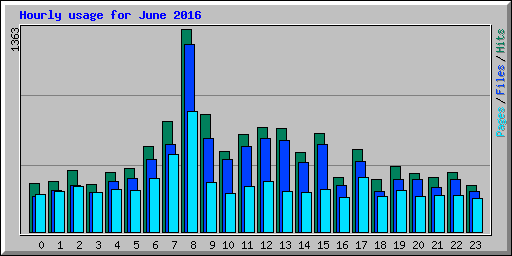 Hourly usage for June 2016
1363
Pages/Files/Hits
0 1 2 3 4 5 6 7 8 9 10 11 12 13 14 15 16 17 18 19 20 21 22 23